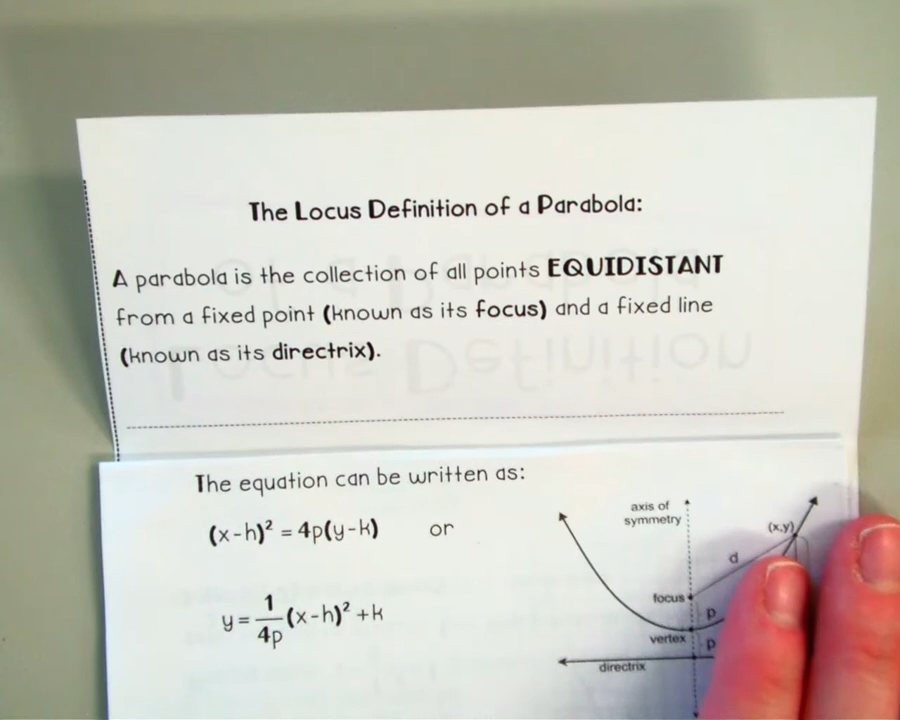 The Locus Definition of a Parabola:
A parabola is the collection of all points EQUIDISTANT
from a fixed point (known as its focus) and a fixed line
(known as its directrix).
The equation can be written as:
(x-h)² = 4p(y-k) or
y = 1/4p (x-h)² + k
axis of
symmetry
(x,y)
d
focus
p
vertex
p
directrix